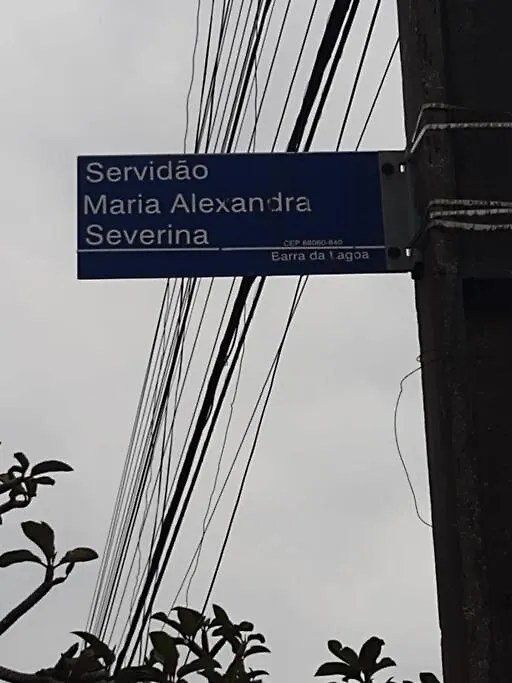 Servidão
Maria Alexandra
Severina
CEP 88060-840
Barra da Lagoa